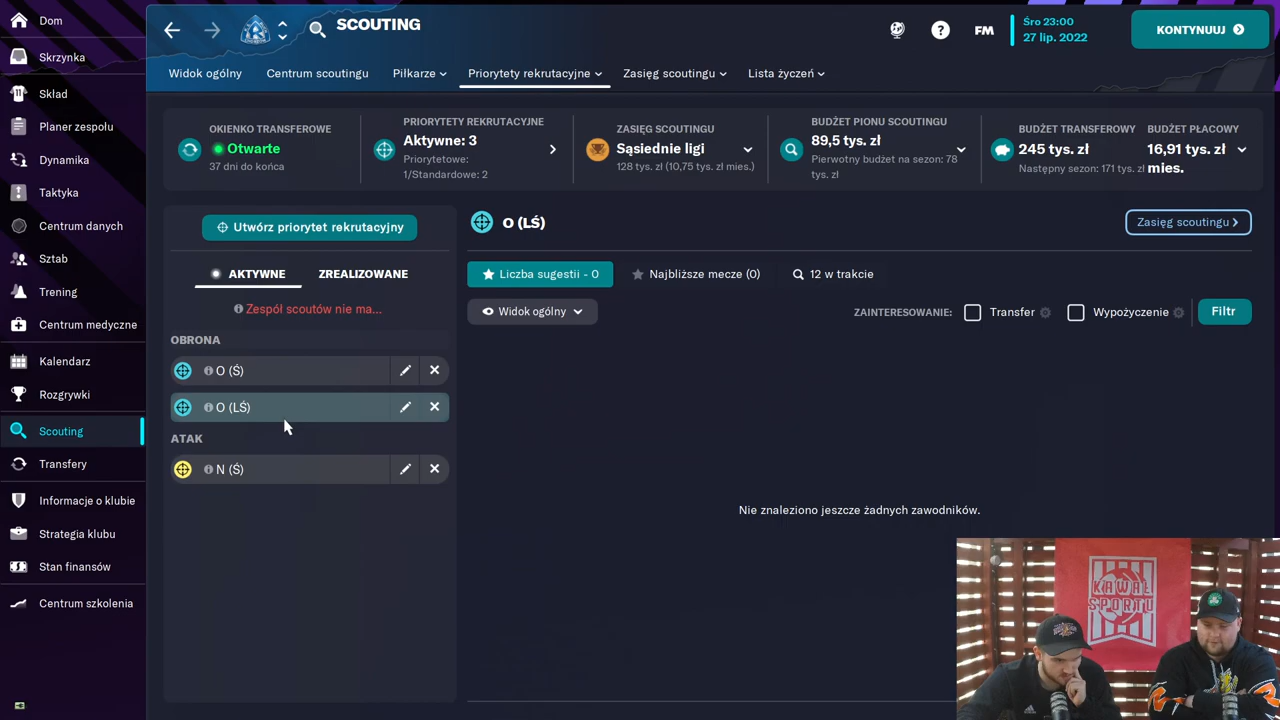 Dom
Skrzynka
Skład
Planer zespołu
Dynamika
Taktyka
Centrum danych
Sztab
Trening
Centrum medyczne
Kalendarz
Rozgrywki
Scouting
Transfery
Informacje o klubie
Strategia klubu
Stan finansów
Centrum szkolenia
SCOUTING
FM
Śro 23:00
27 lip. 2022
KONTYNUUJ
Widok ogólny
Centrum scoutingu
Piłkarze
Priorytety rekrutacyjne
Zasięg scoutingu
Lista życzeń
OKIENKO TRANSFEROWE
Otwarte
37 dni do końca
PRIORYTETY REKRUTACYJNE
Aktywne: 3
Priorytetowe:
1/Standardowe: 2
ZASIĘG SCOUTINGU
Sąsiednie ligi
128 tys. zł (10,75 tys. zł mies.)
BUDŻET PIONU SCOUTINGU
89,5 tys. zł
Pierwotny budżet na sezon: 78
tys. zł
BUDŻET TRANSFEROWY
245 tys. zł
Następny sezon: 171 tys. zł
BUDŻET PŁACOWY
16,91 tys. zł
mies.
Utwórz priorytet rekrutacyjny
AKTYWNE
ZREALIZOWANE
Zespół scoutów nie ma...
OBRONA
O (Ś)
O (LŚ)
ATAK
N (Ś)
O (LŚ)
Zasięg scoutingu
Liczba sugestii - 0
Najbliższe mecze (0)
12 w trakcie
Widok ogólny
ZAINTERESOWANIE:
Transfer
Wypożyczenie
Filtr
Nie znaleziono jeszcze żadnych zawodników.
KAWAŁ
SPORTU